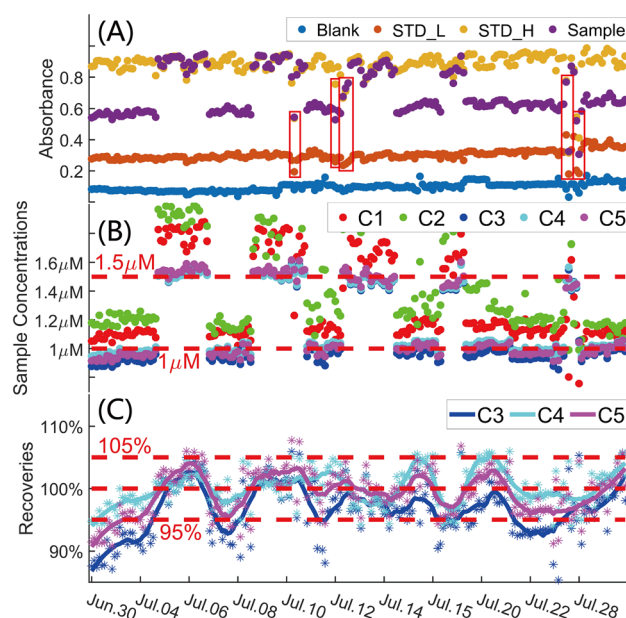 (A)
Blank STD_L STD_H Sample
Absorbance
0.8
0.6
0.4
0.2
(B)
C1 C2 C3 C4 C5
Sample Concentrations
1.6μM
1.5μM
1.4μM
1.2μM
1μM
1μM
(C)
C3 C4 C5
Recoveries
110%
105%
100%
95%
90%
Jun.30 Jul.04 Jul.06 Jul.08 Jul.10 Jul.12 Jul.14 Jul.15 Jul.20 Jul.22 Jul.28